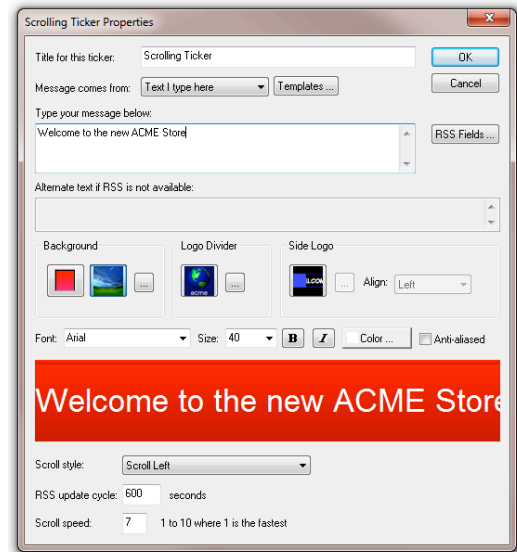 Scrolling Ticker Properties
Title for this ticker: Scrolling Ticker OK
Message comes from: Text I type here Templates ... Cancel
Type your message below:
Welcome to the new ACME Store RSS Fields ...
Alternate text if RSS is not available:
Background Logo Divider Side Logo
... acme ... LCOM ... Align: Left
Font: Arial Size: 40 B I Color ... Anti-aliased
Welcome to the new ACME Store
Scroll style: Scroll Left
RSS update cycle: 600 seconds
Scroll speed: 7 1 to 10 where 1 is the fastest